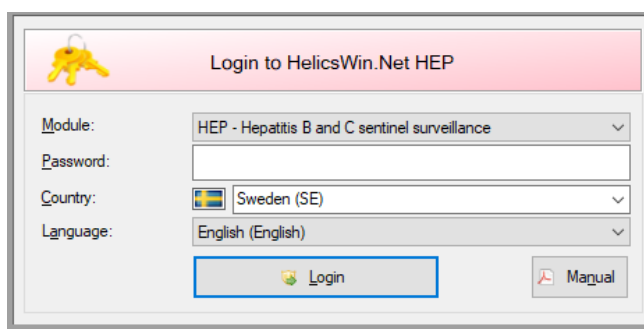 Login to HelicsWin.Net HEP
Module: HEP - Hepatitis B and C sentinel surveillance
Password:
Country: Sweden (SE)
Language: English (English)
Login Manual